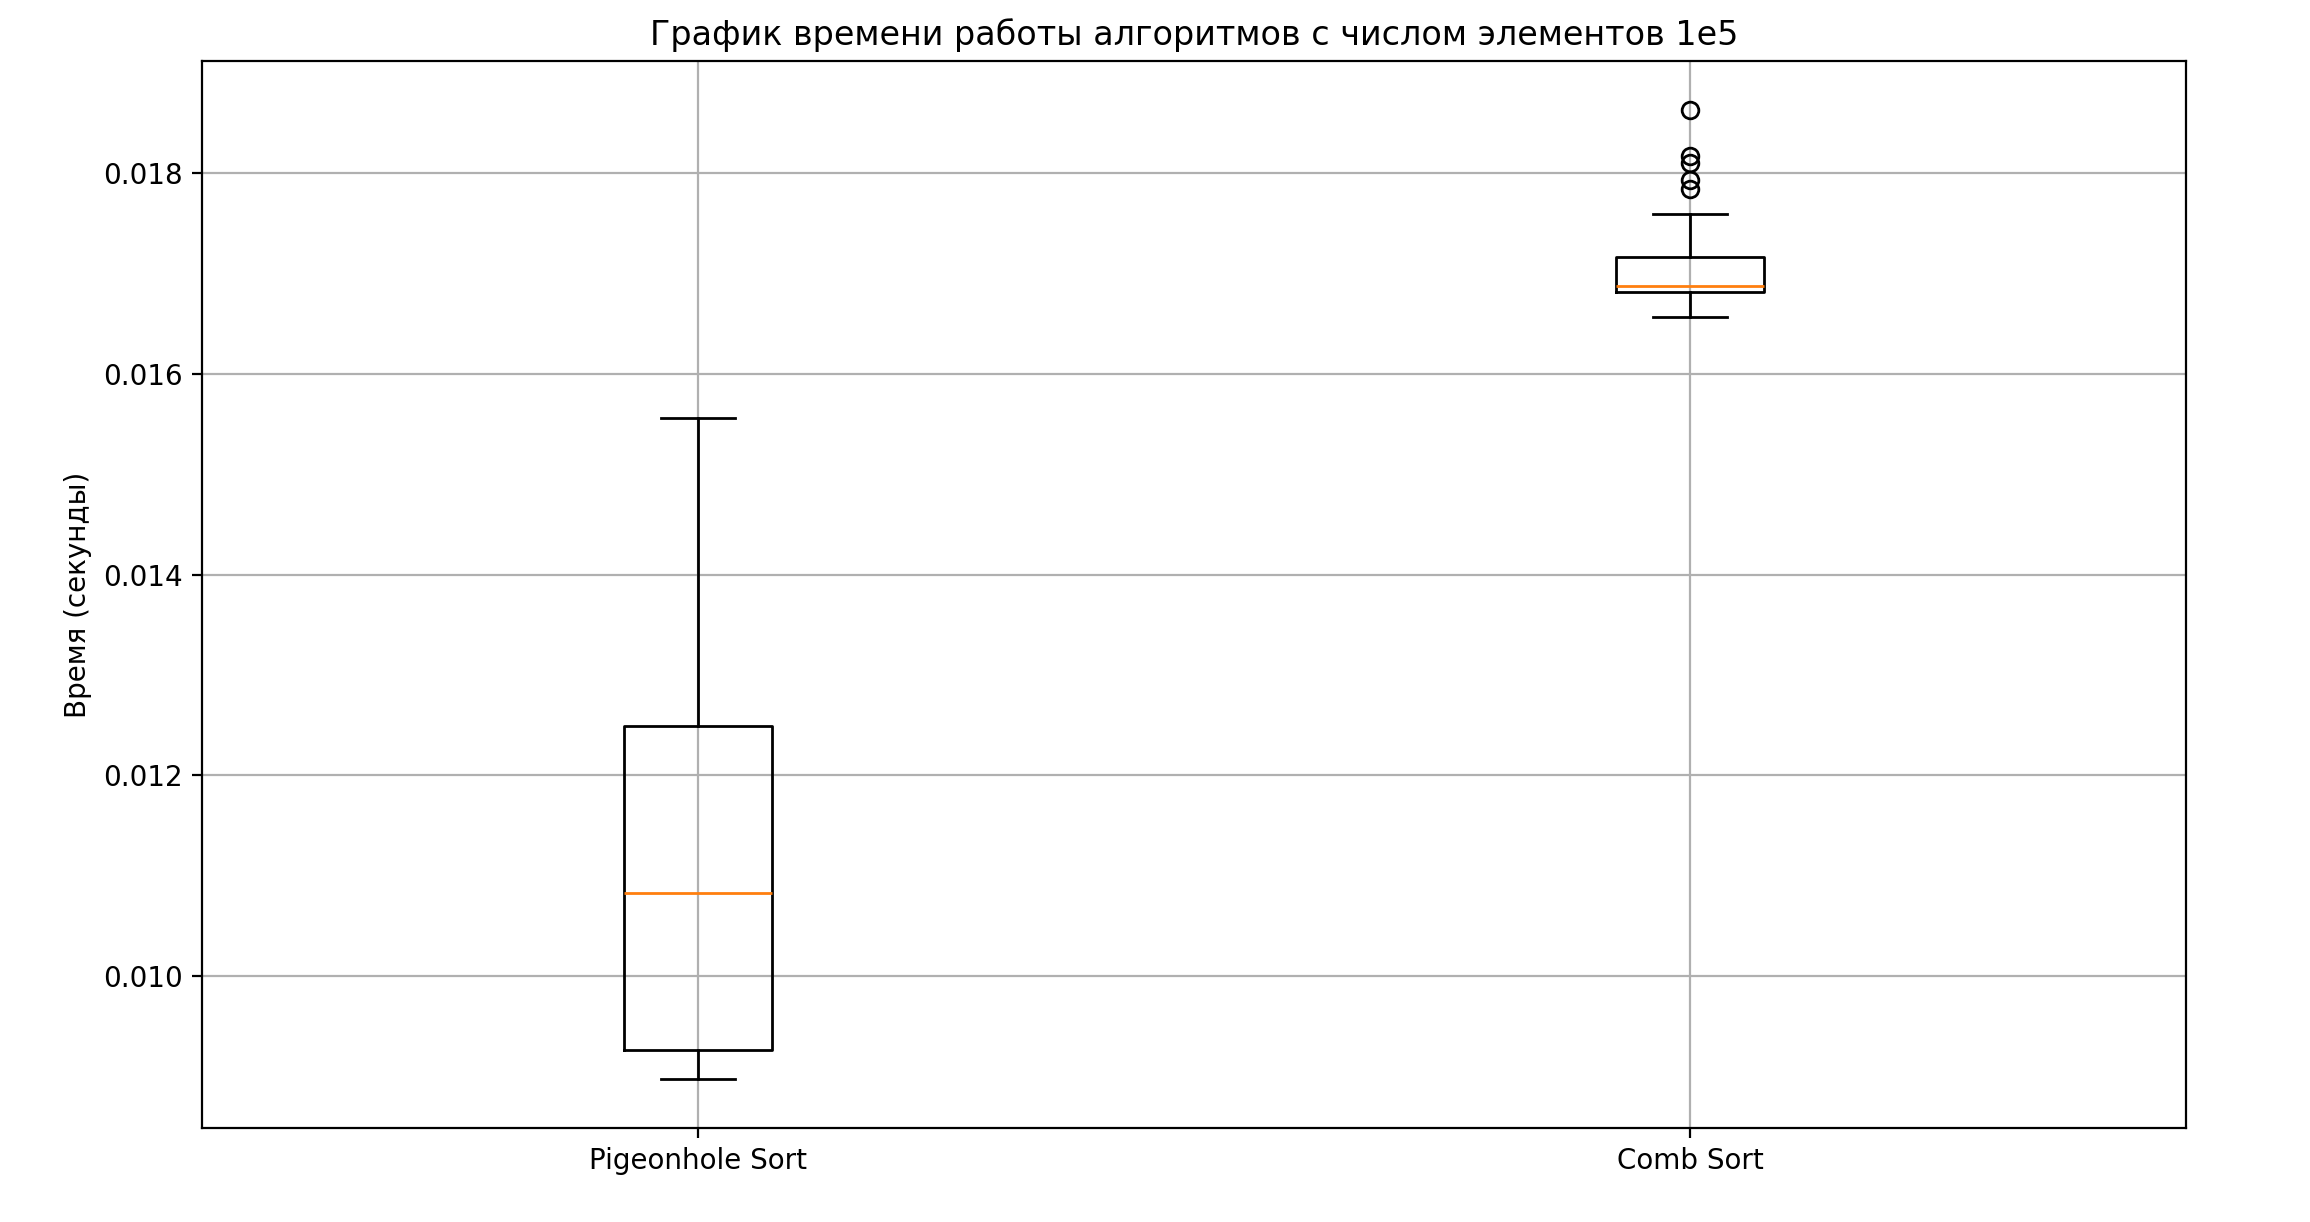 График времени работы алгоритмов с числом элементов 1e5
Время (секунды)
0.018
0.016
0.014
0.012
0.010
Pigeonhole Sort
Comb Sort